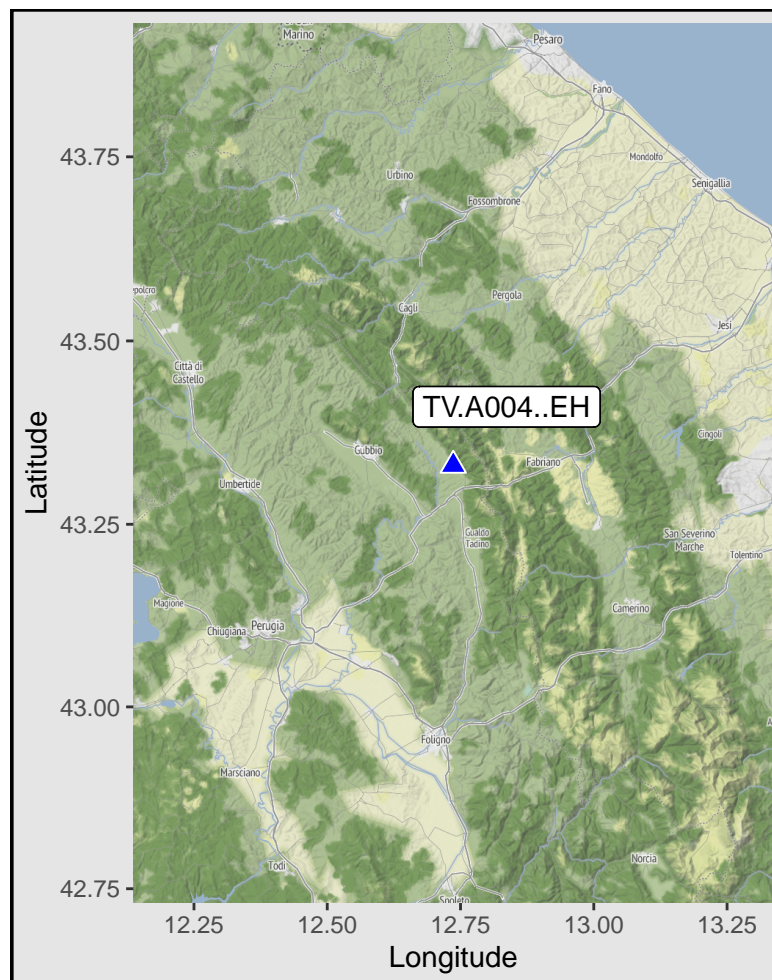 Marino
Pesaro
Fano
Mondolfo
Urbino
Senigallia
Fossombrone
Pergola
Cagli
Jesi
Città di
Castello
TV.A004..EH
Cingoli
Gubbio
Fabriano
Umbertide
Gualdo
Tadino
San Severino
Marche
Tolentino
Magione
Camerino
Chiugiana
Perugia
Foligno
Marsciano
Norcia
Todi
Spoleto
43.75
43.50
43.25
43.00
42.75
Latitude
12.25
12.50
12.75
13.00
13.25
Longitude